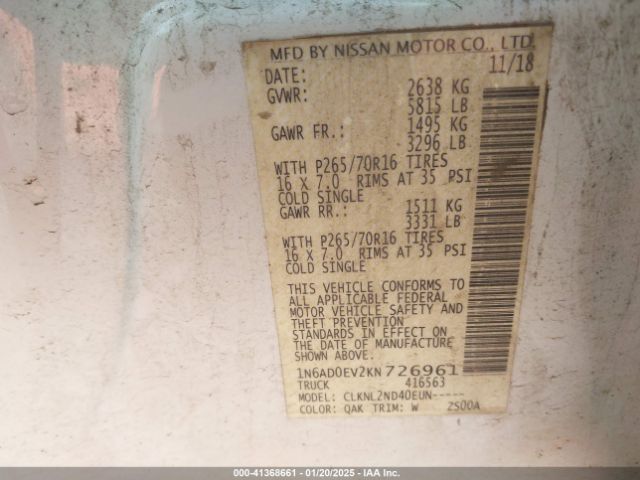 MFD BY NISSAN MOTOR CO., LTD.
DATE: 11/18
GVWR: 2638 KG
5815 LB
GAWR FR.: 1495 KG
3296 LB
WITH P265/70R16 TIRES
16 X 7.0 RIMS AT 35 PSI
COLD SINGLE
GAWR RR.: 1511 KG
3331 LB
WITH P265/70R16 TIRES
16 X 7.0 RIMS AT 35 PSI
COLD SINGLE
THIS VEHICLE CONFORMS TO
ALL APPLICABLE FEDERAL
MOTOR VEHICLE SAFETY AND
THEFT PREVENTION
STANDARDS IN EFFECT ON
THE DATE OF MANUFACTURE
SHOWN ABOVE.
1N6AD0EV2KN726961
TRUCK 416563
MODEL: CLKNL2ND40EUN-----
COLOR: QAK TRIM: W 2S00A
000-41368661 - 01/20/2025 - IAA Inc.